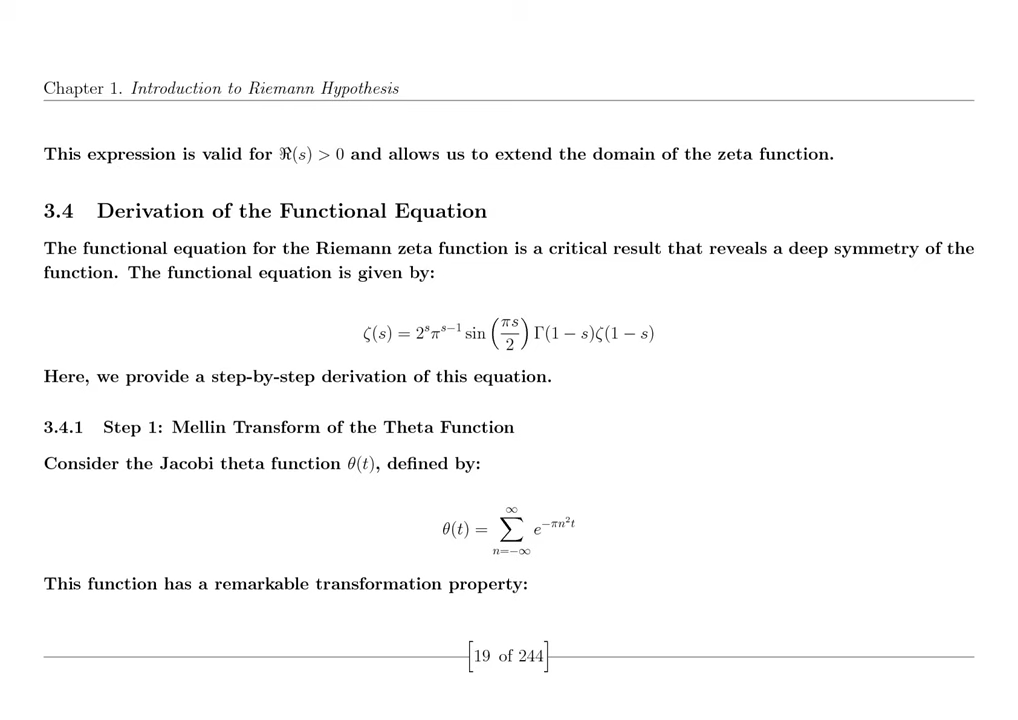 Chapter 1. Introduction to Riemann Hypothesis
This expression is valid for ℜ(s) > 0 and allows us to extend the domain of the zeta function.
3.4 Derivation of the Functional Equation
The functional equation for the Riemann zeta function is a critical result that reveals a deep symmetry of the
function. The functional equation is given by:
ζ(s) = 2^s π^{s−1} sin (πs/2) Γ(1 − s)ζ(1 − s)
Here, we provide a step-by-step derivation of this equation.
3.4.1 Step 1: Mellin Transform of the Theta Function
Consider the Jacobi theta function θ(t), defined by:
θ(t) = ∑_{n=−∞}^{∞} e^{−πn²t}
This function has a remarkable transformation property:
[19 of 244]